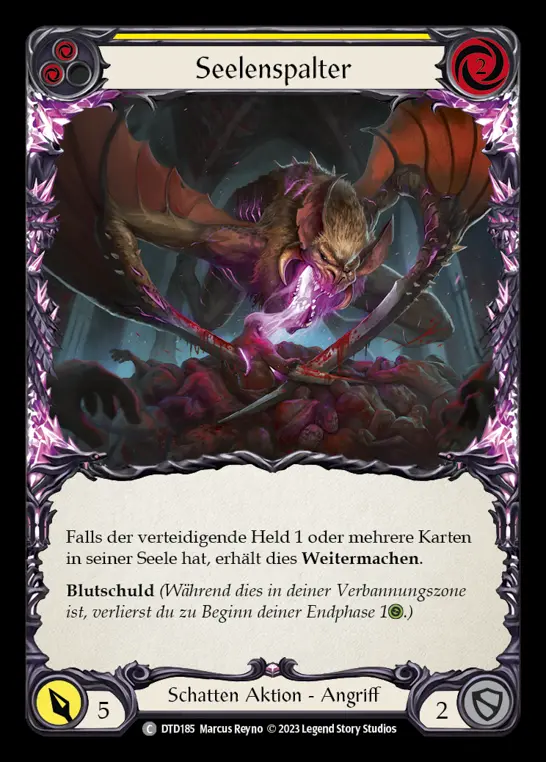 Seelenspalter
2
Falls der verteidigende Held 1 oder mehrere Karten
in seiner Seele hat, erhält dies Weitermachen.
Blutschuld (Während dies in deiner Verbannungszone
ist, verlierst du zu Beginn deiner Endphase 1.)
5
Schatten Aktion - Angriff
2
C DTD185 Marcus Reyno © 2023 Legend Story Studios